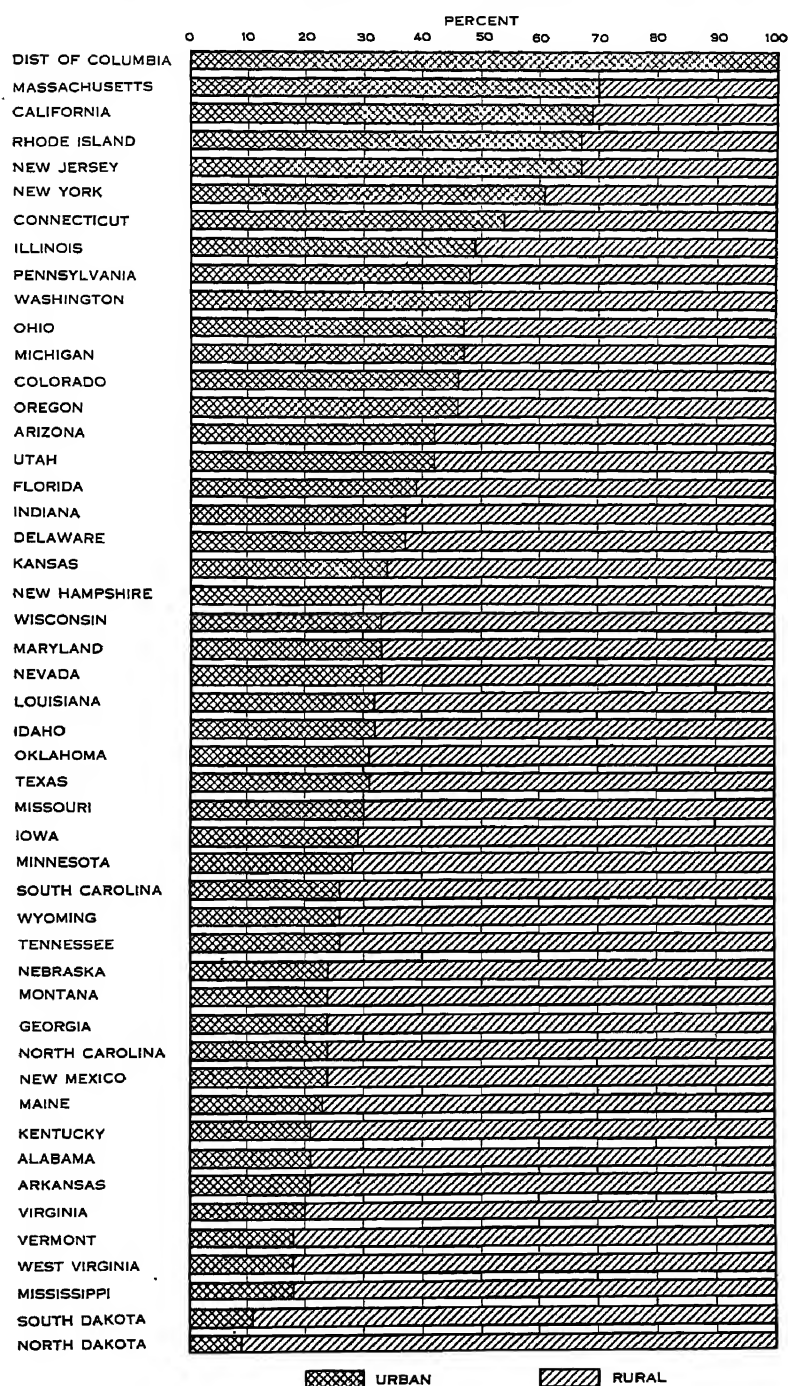 PERCENT
0 10 20 30 40 50 60 70 80 90 100
DIST OF COLUMBIA
MASSACHUSETTS
CALIFORNIA
RHODE ISLAND
NEW JERSEY
NEW YORK
CONNECTICUT
ILLINOIS
PENNSYLVANIA
WASHINGTON
OHIO
MICHIGAN
COLORADO
OREGON
ARIZONA
UTAH
FLORIDA
INDIANA
DELAWARE
KANSAS
NEW HAMPSHIRE
WISCONSIN
MARYLAND
NEVADA
LOUISIANA
IDAHO
OKLAHOMA
TEXAS
MISSOURI
IOWA
MINNESOTA
SOUTH CAROLINA
WYOMING
TENNESSEE
NEBRASKA
MONTANA
GEORGIA
NORTH CAROLINA
NEW MEXICO
MAINE
KENTUCKY
ALABAMA
ARKANSAS
VIRGINIA
VERMONT
WEST VIRGINIA
MISSISSIPPI
SOUTH DAKOTA
NORTH DAKOTA
URBAN RURAL